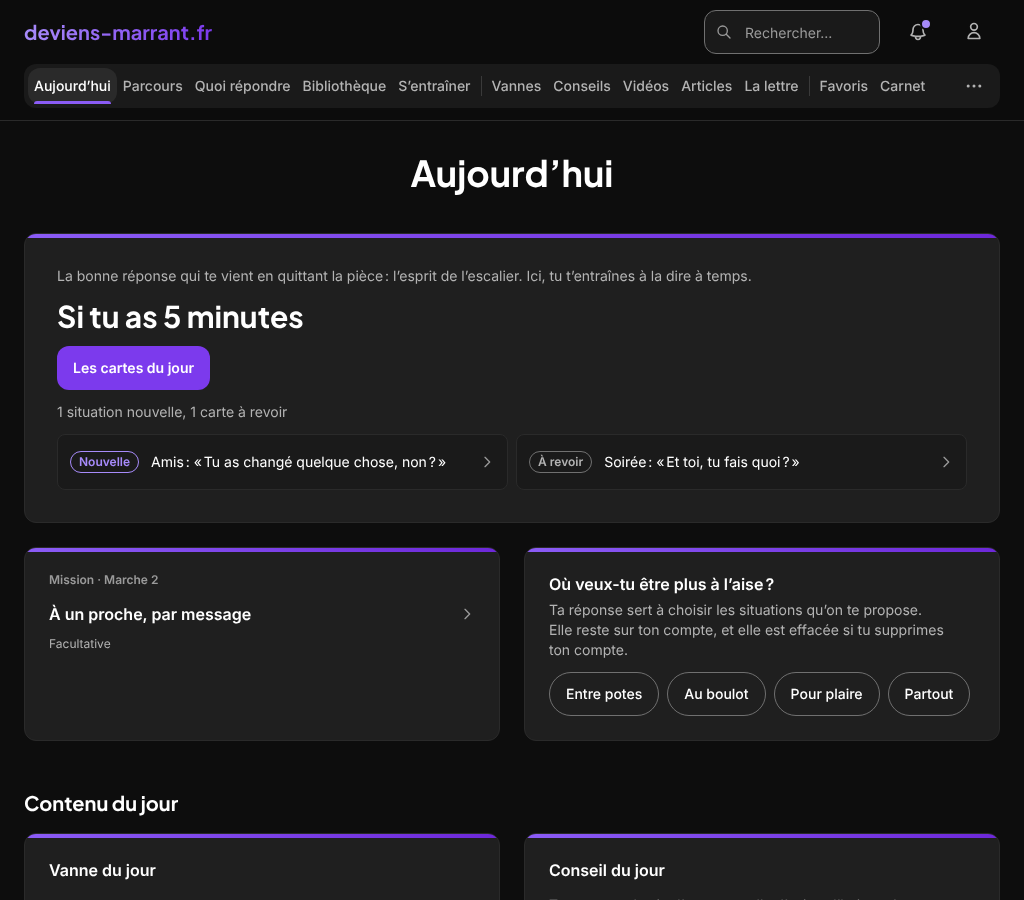 deviens-marrant.fr
Rechercher...
Aujourd’hui Parcours Quoi répondre Bibliothèque S’entraîner Vannes Conseils Vidéos Articles La lettre Favoris Carnet
Aujourd’hui
La bonne réponse qui te vient en quittant la pièce : l’esprit de l’escalier. Ici, tu t’entraînes à la dire à temps.
Si tu as 5 minutes
Les cartes du jour
1 situation nouvelle, 1 carte à revoir
Nouvelle Amis : « Tu as changé quelque chose, non ? »
À revoir Soirée : « Et toi, tu fais quoi ? »
Mission · Marche 2
À un proche, par message
Facultative
Où veux-tu être plus à l’aise ?
Ta réponse sert à choisir les situations qu’on te propose.
Elle reste sur ton compte, et elle est effacée si tu supprimes
ton compte.
Entre potes Au boulot Pour plaire Partout
Contenu du jour
Vanne du jour
Conseil du jour